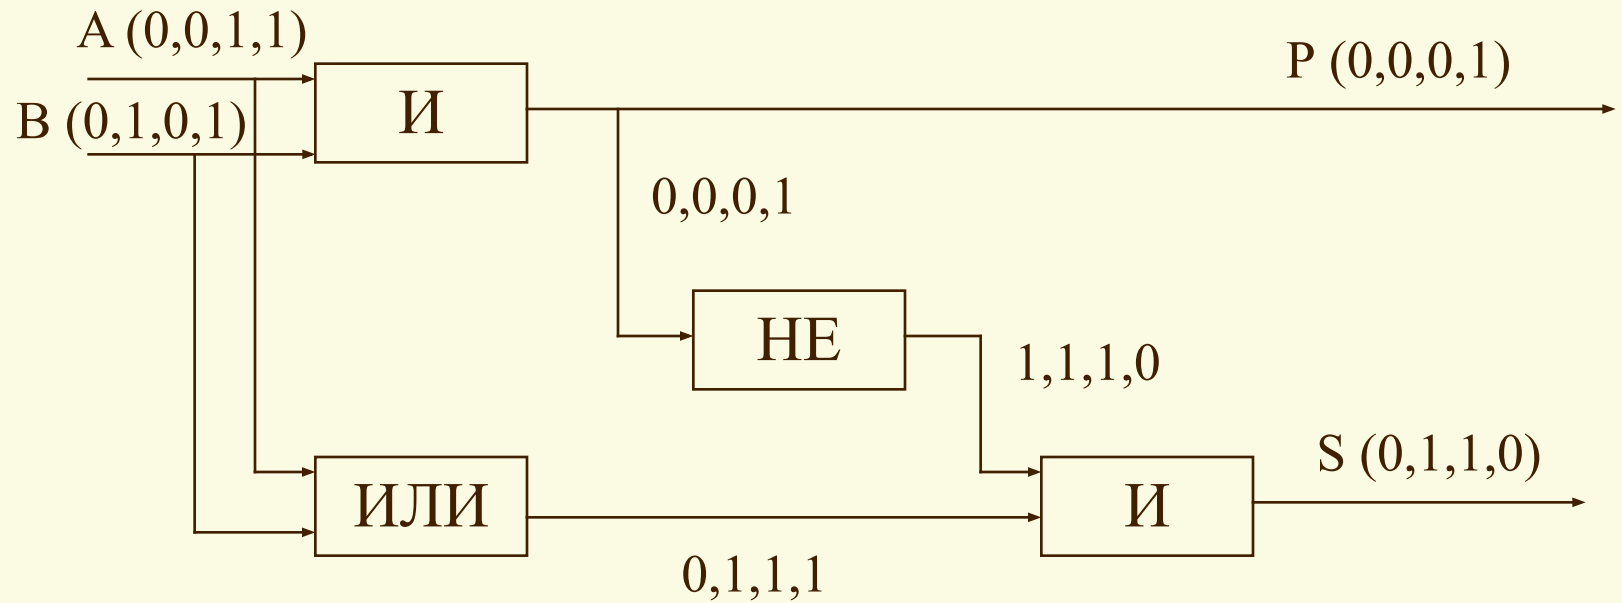 A (0,0,1,1)
P (0,0,0,1)
B (0,1,0,1)
И
0,0,0,1
НЕ
1,1,1,0
S (0,1,1,0)
ИЛИ
И
0,1,1,1